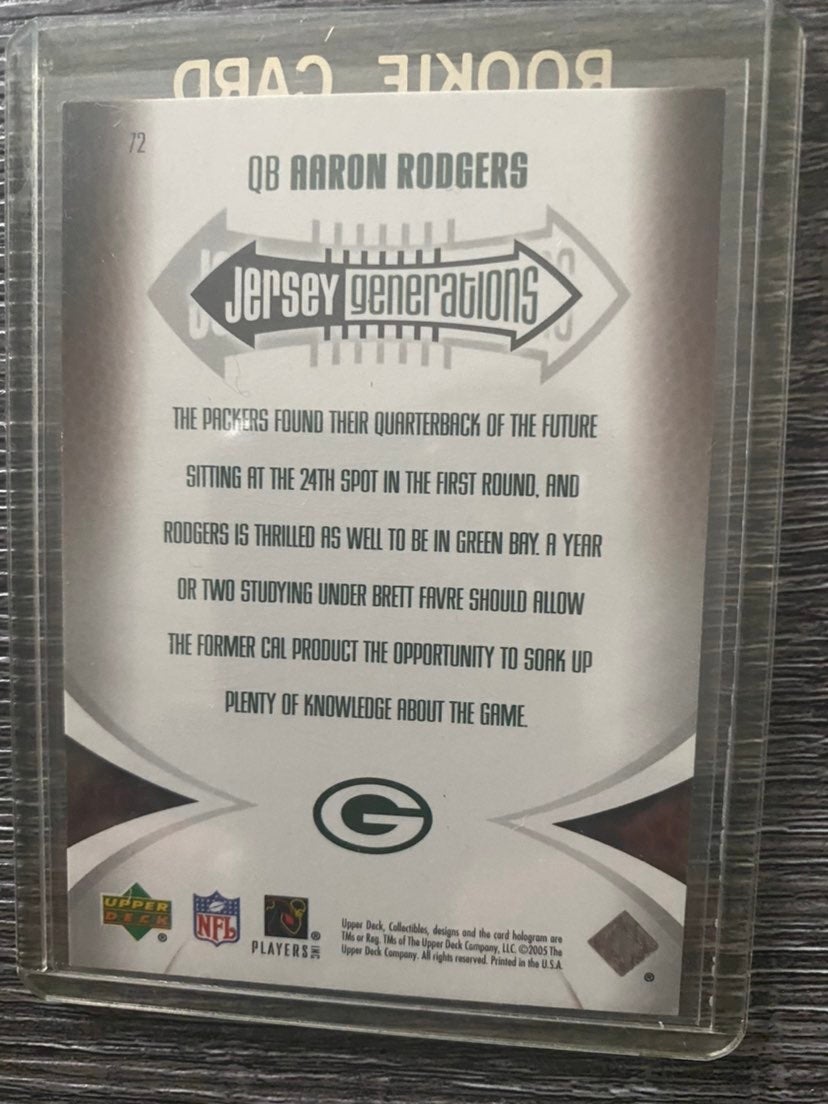 ROOKIE CARD
72
QB AARON RODGERS
Jersey generations
THE PACKERS FOUND THEIR QUARTERBACK OF THE FUTURE
SITTING AT THE 24TH SPOT IN THE FIRST ROUND, AND
RODGERS IS THRILLED AS WELL TO BE IN GREEN BAY. A YEAR
OR TWO STUDYING UNDER BRETT FAVRE SHOULD ALLOW
THE FORMER CAL PRODUCT THE OPPORTUNITY TO SOAK UP
PLENTY OF KNOWLEDGE ABOUT THE GAME.
G
UPPER
DECK ®
NFL
PLAYERS INC ®
Upper Deck, Collectibles, designs and the card hologram are
TMs or Reg. TMs of The Upper Deck Company, LLC. ©2005 The
Upper Deck Company. All rights reserved. Printed in the U.S.A.
®